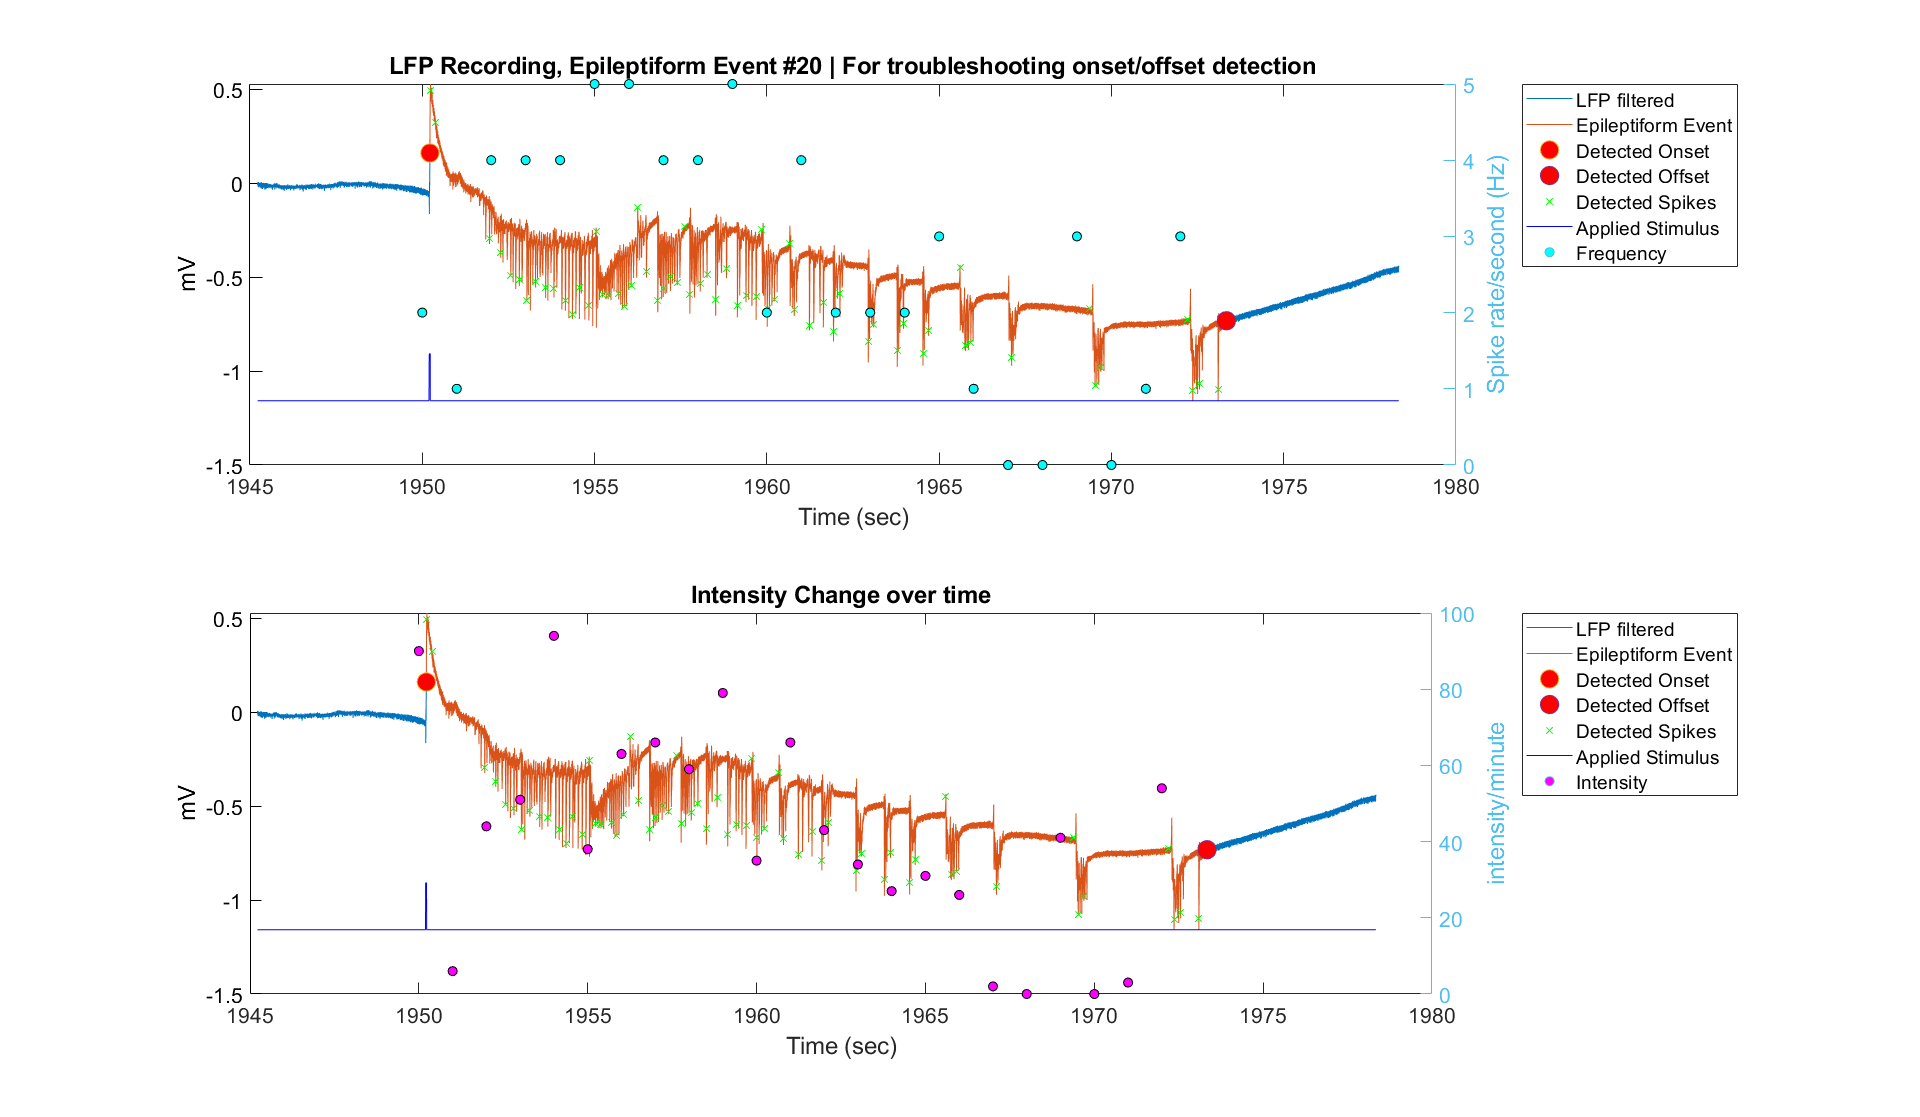 LFP Recording, Epileptiform Event #20 | For troubleshooting onset/offset detection
0.5
0
-0.5
-1
-1.5
mV
1945 1950 1955 1960 1965 1970 1975 1980
Time (sec)
5
4
3
2
1
0
Spike rate/second (Hz)
LFP filtered
Epileptiform Event
Detected Onset
Detected Offset
Detected Spikes
Applied Stimulus
Frequency
Intensity Change over time
0.5
0
-0.5
-1
-1.5
mV
1945 1950 1955 1960 1965 1970 1975 1980
Time (sec)
100
80
60
40
20
0
intensity/minute
LFP filtered
Epileptiform Event
Detected Onset
Detected Offset
Detected Spikes
Applied Stimulus
Intensity